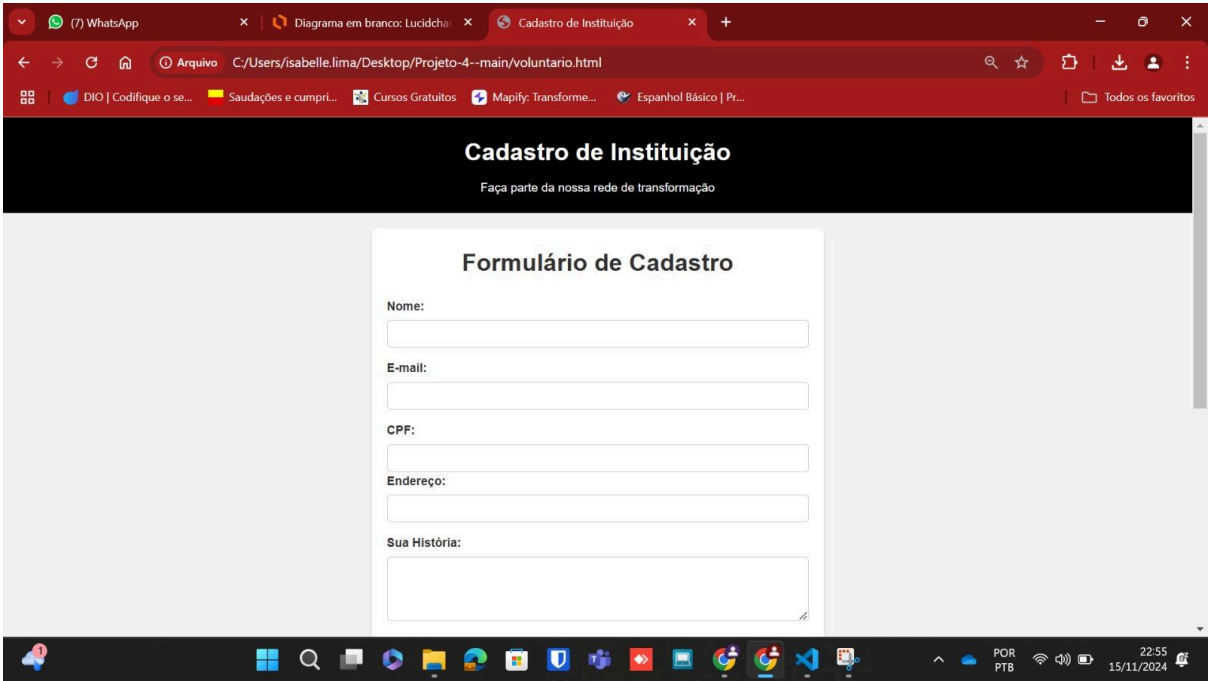 (7) WhatsApp
Diagrama em branco: Lucidchar
Cadastro de Instituição
Arquivo
C:/Users/isabelle.lima/Desktop/Projeto-4--main/voluntario.html
DIO | Codifique o se...
Saudações e cumpri...
Cursos Gratuitos
Mapify: Transforme...
Espanhol Básico | Pr...
Todos os favoritos
Cadastro de Instituição
Faça parte da nossa rede de transformação
Formulário de Cadastro
Nome:
E-mail:
CPF:
Endereço:
Sua História:
1
POR
PTB
22:55
15/11/2024